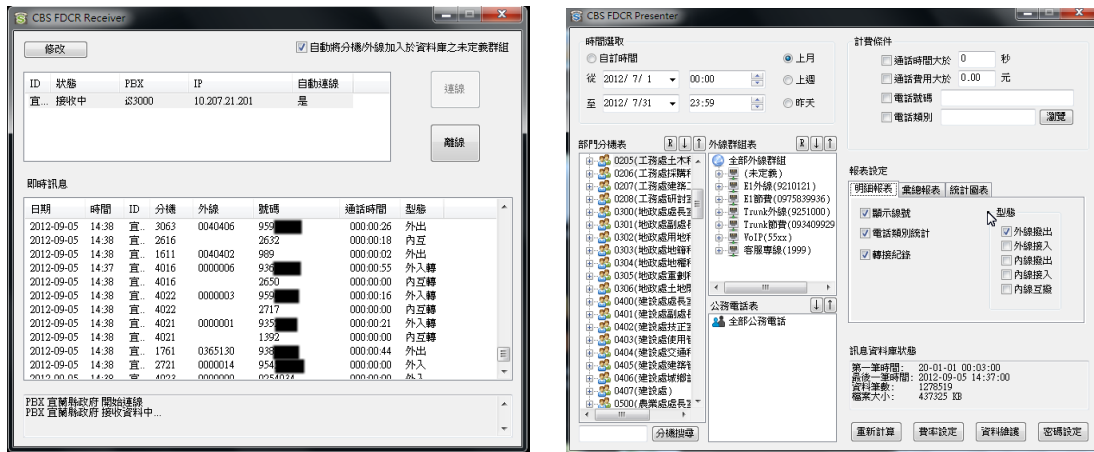 CBS FDCR Receiver
修改
自動將分機/外線加入於資料庫之未定義群組
ID 狀態 PBX IP 自動連線
宜... 接收中 iS3000 10.207.21.201 是
連線
離線
即時訊息
日期 時間 ID 分機 外線 號碼 通話時間 型態
2012-09-05 14:38 宜... 3063 0040406 959 000:00:26 外出
2012-09-05 14:38 宜... 2616 2632 000:00:18 內互
2012-09-05 14:38 宜... 1611 0040402 989 000:00:02 外出
2012-09-05 14:37 宜... 4016 0000006 936 000:00:55 外入轉
2012-09-05 14:38 宜... 4016 2650 000:00:00 內互轉
2012-09-05 14:38 宜... 4022 0000003 959 000:00:16 外入轉
2012-09-05 14:38 宜... 4022 2717 000:00:00 內互轉
2012-09-05 14:38 宜... 4021 0000001 935 000:00:21 外入轉
2012-09-05 14:38 宜... 4021 1392 000:00:00 內互轉
2012-09-05 14:38 宜... 1761 0365130 938 000:00:44 外出
2012-09-05 14:38 宜... 2721 0000014 954 000:00:00 外入
PBX 宜蘭縣政府 開始連線
PBX 宜蘭縣政府 接收資料中...
CBS FDCR Presenter
時間選取
自訂時間
上月
從 2012/ 7/ 1 00:00
上週
至 2012/ 7/31 23:59
昨天
計費條件
通話時間大於 0 秒
通話費用大於 0.00 元
電話號碼
電話類別 瀏覽
部門分機表 R ↓ ↑
0205(工務處土木科
0206(工務處採購科
0207(工務處建築工
0208(工務處研討室
0300(地政處處長室
0301(地政處副處長
0302(地政處用地科
0303(地政處地籍科
0304(地政處地權科
0305(地政處重劃科
0306(地政處土地開
0400(建設處處長室
0401(建設處副處長
0402(建設處技正室
0403(建設處使用管
0404(建設處交通科
0405(建設處建築管
0406(建設處城鄉計
0407(建設處)
0500(農業處處長室
分機搜尋
外線群組表 R ↓ ↑
全部外線群組
(未定義)
E1外線(9210121)
E1節費(0975839936)
Trunk外線(9251000)
Trunk節費(093409929
VoIP(55xx)
客服專線(1999)
公務電話表 ↓ ↑
全部公務電話
報表設定
明細報表 彙總報表 統計圖表
顯示線號
電話類別統計
轉接紀錄
型態
外線撥出
外線接入
內線撥出
內線接入
內線互撥
訊息資料庫狀態
第一筆時間: 20-01-01 00:03:00
最後一筆時間: 2012-09-05 14:37:00
資料筆數: 1278519
檔案大小: 437325 KB
重新計算 費率設定 資料維護 密碼設定